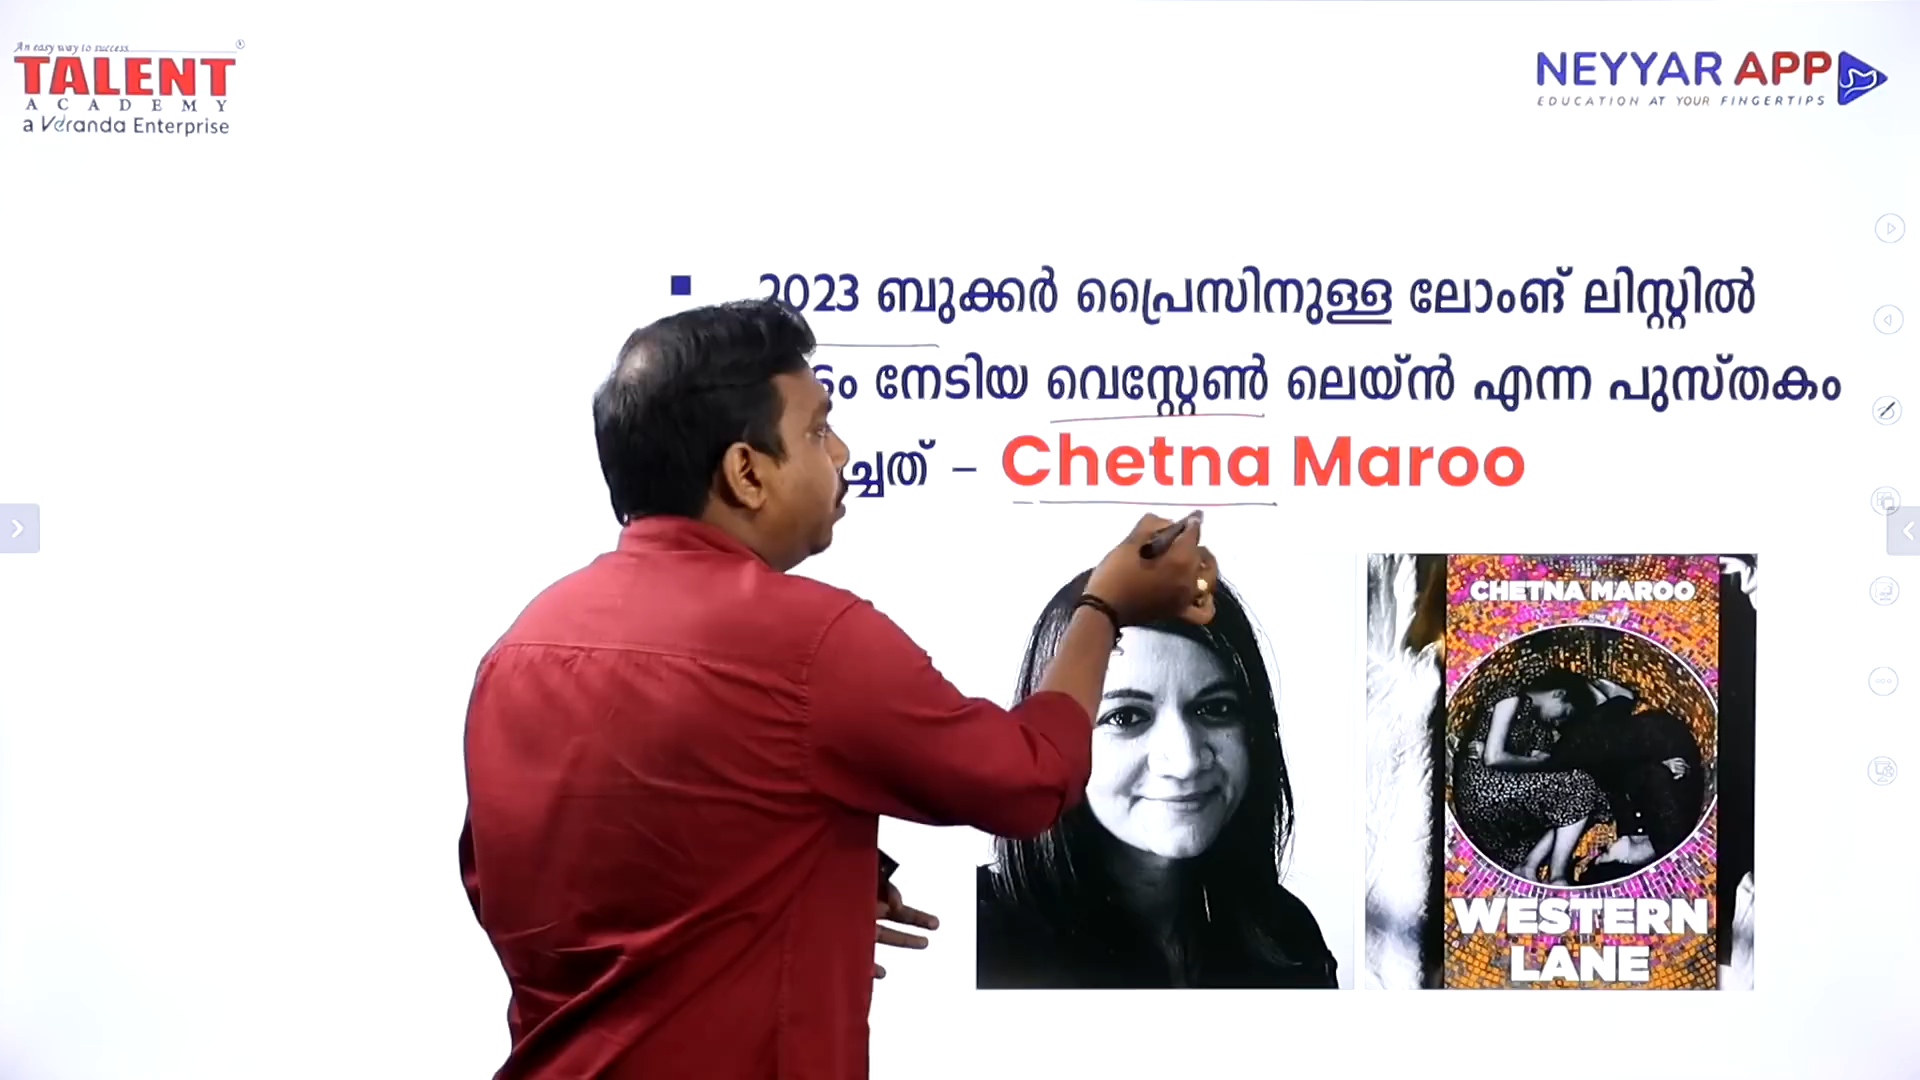 An easy way to success
TALENT
ACADEMY
a Veranda Enterprise
NEYYAR APP
EDUCATION AT YOUR FINGERTIPS
2023 ബുക്കർ പ്രൈസിനുള്ള ലോംങ് ലിസ്റ്റിൽ
നേടിയ വെസ്റ്റേൺ ലെയ്ൻ എന്ന പുസ്തകം
– Chetna Maroo
CHETNA MAROO
WESTERN
LANE